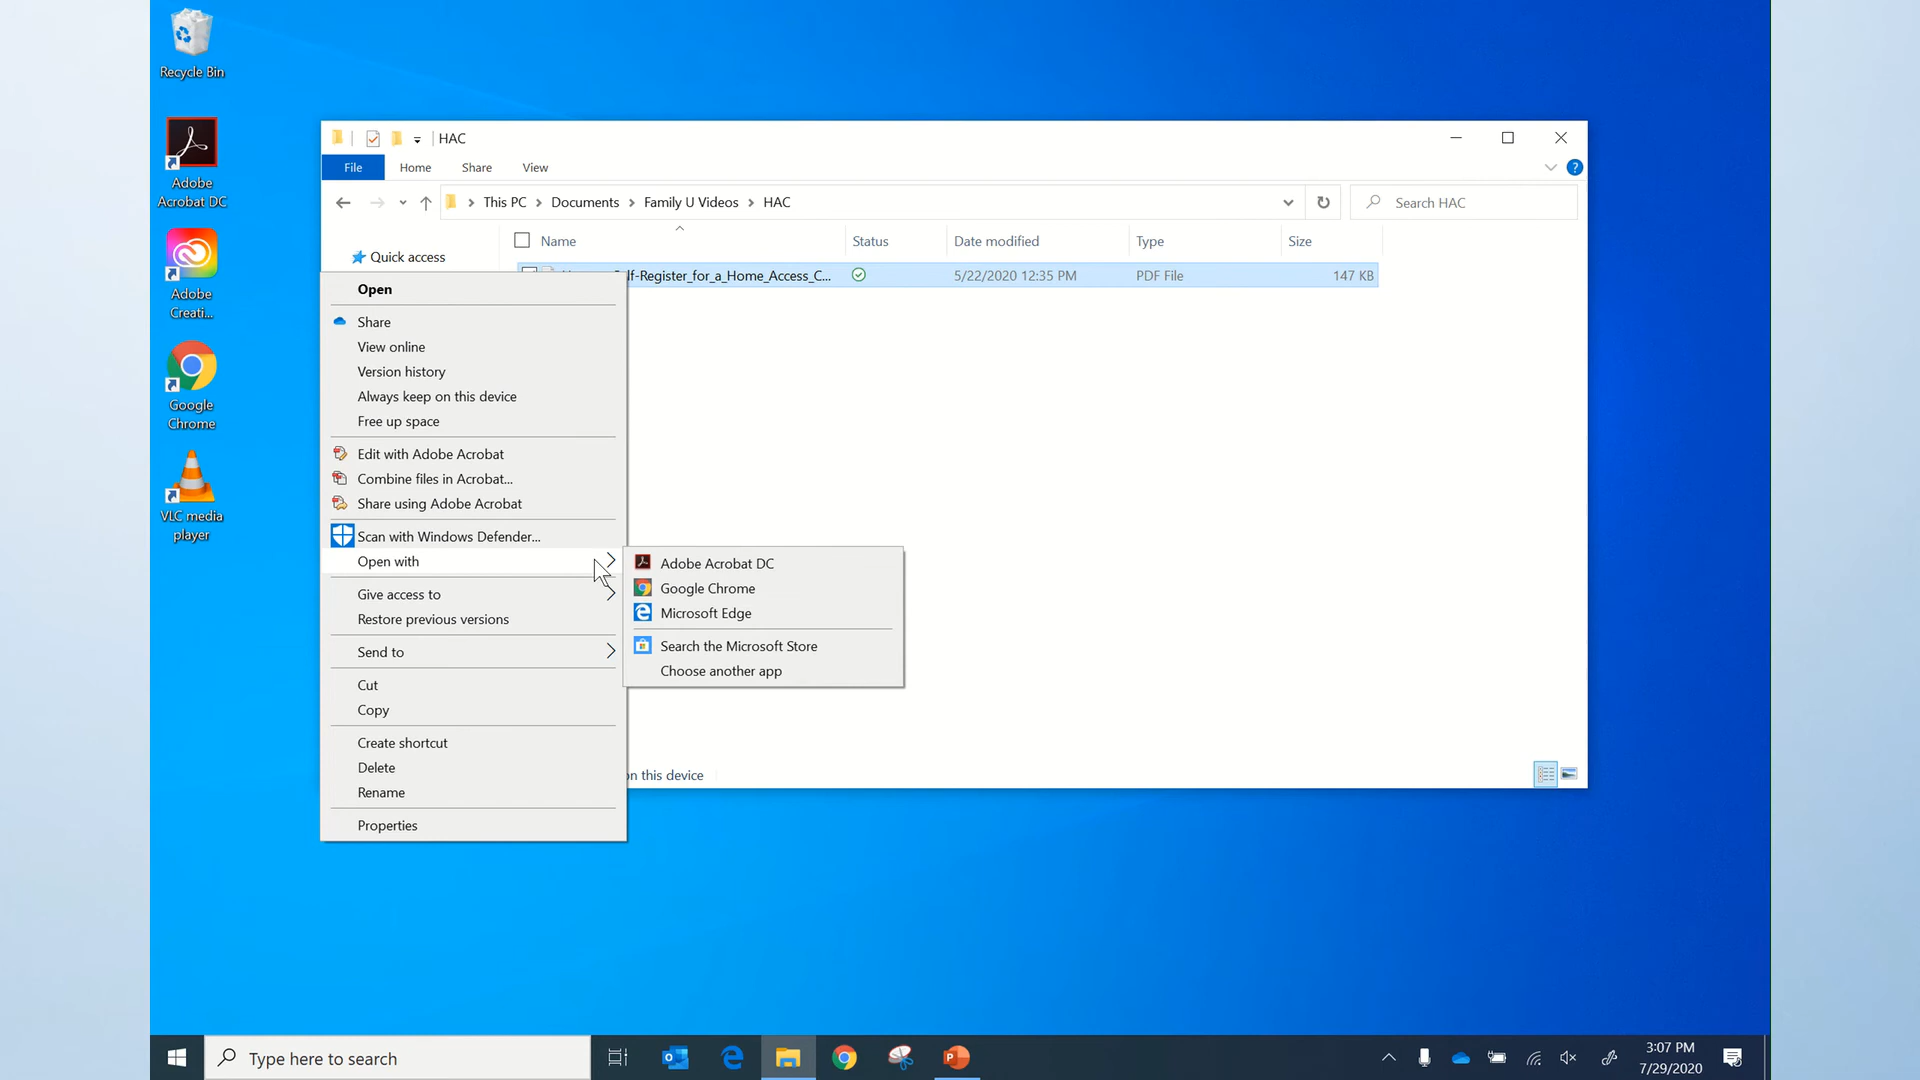 Recycle Bin
Adobe
Acrobat DC
Adobe
Creati...
Google
Chrome
VLC media
player
HAC
File
Home
Share
View
This PC
Documents
Family U Videos
HAC
Search HAC
Name
Status
Date modified
Type
Size
Quick access
lf-Register_for_a_Home_Access_C...
5/22/2020 12:35 PM
PDF File
147 KB
Open
Share
View online
Version history
Always keep on this device
Free up space
Edit with Adobe Acrobat
Combine files in Acrobat...
Share using Adobe Acrobat
Scan with Windows Defender...
Open with
Give access to
Restore previous versions
Send to
Cut
Copy
Create shortcut
Delete
Rename
Properties
Adobe Acrobat DC
Google Chrome
Microsoft Edge
Search the Microsoft Store
Choose another app
on this device
Type here to search
3:07 PM
7/29/2020